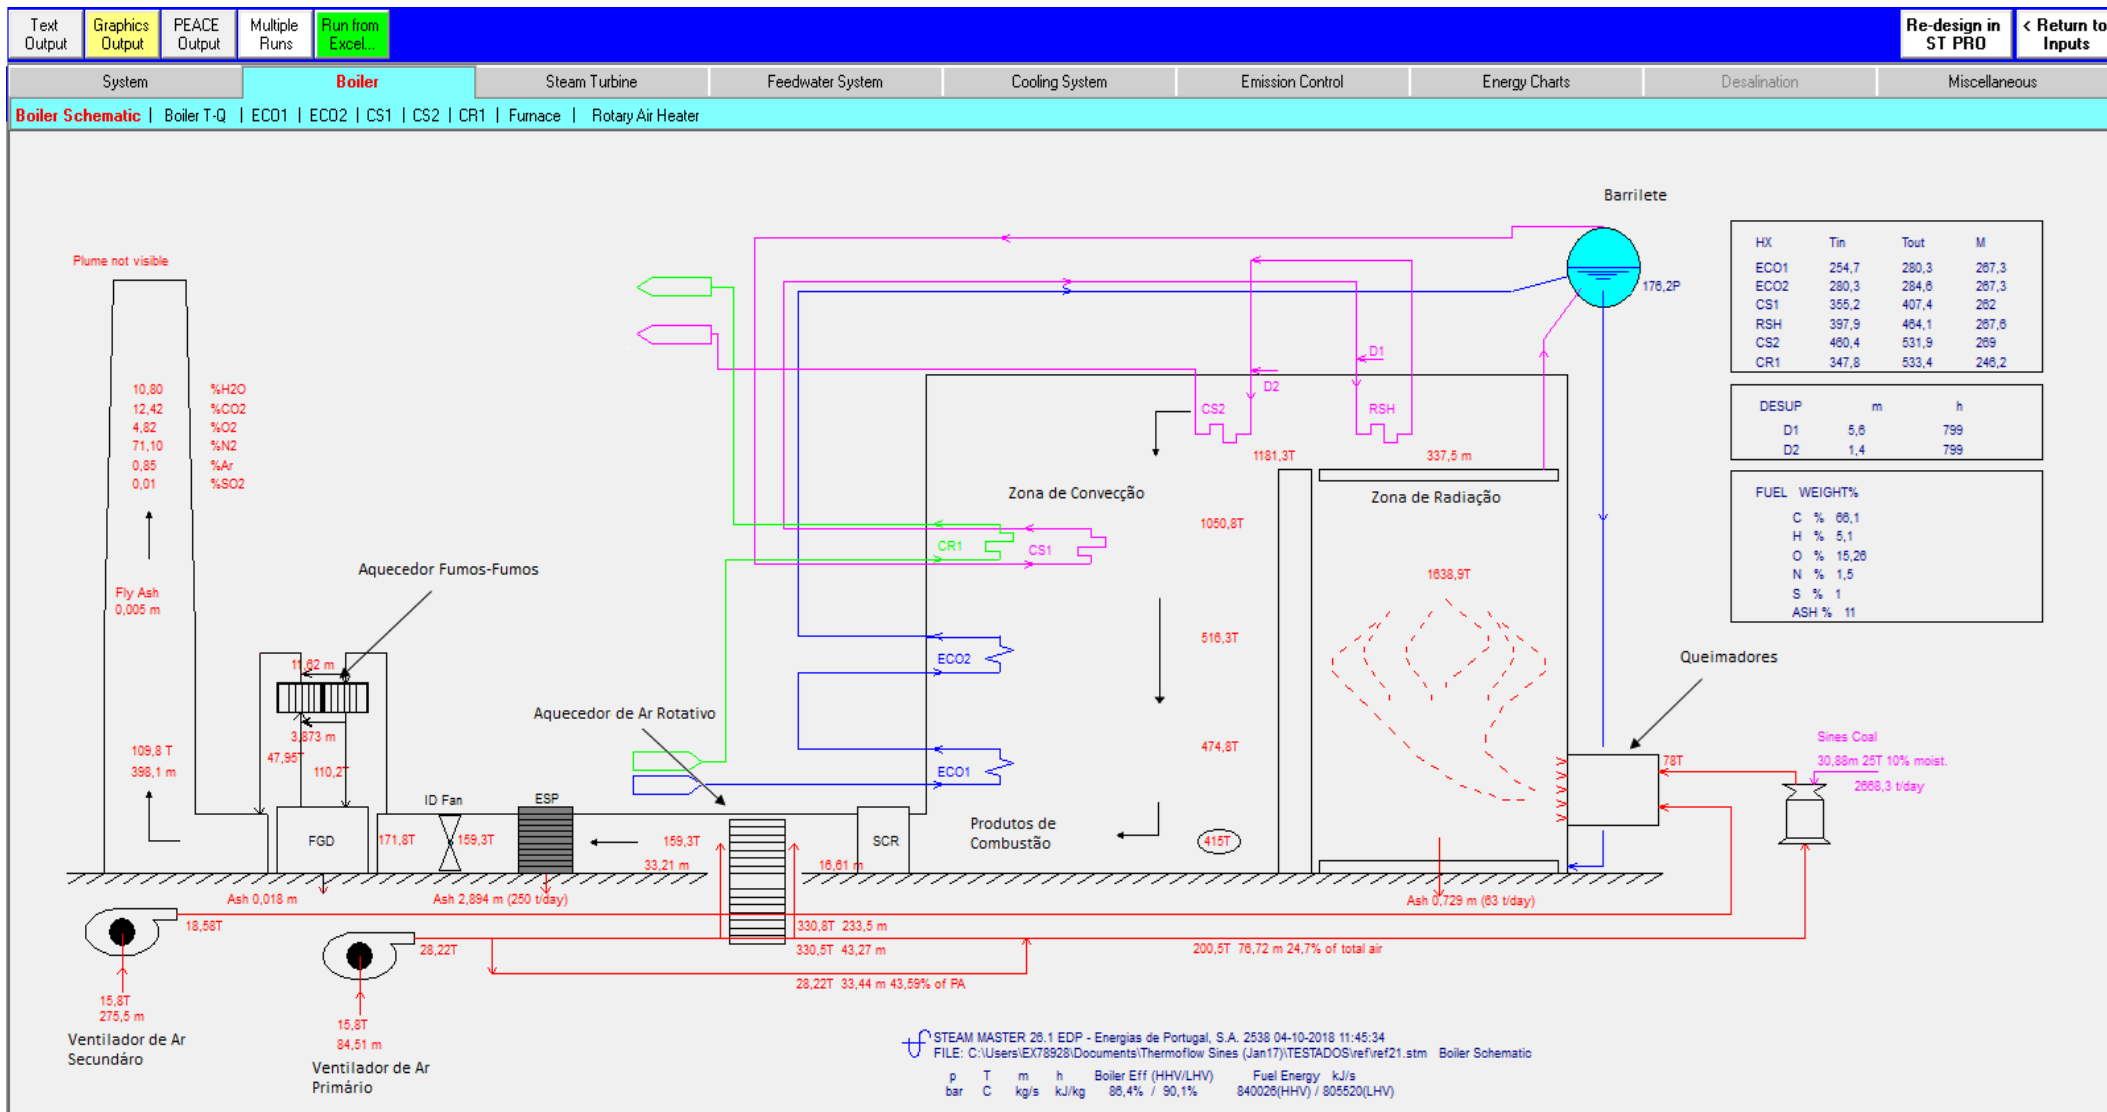 Text Output
Graphics Output
PEACE Output
Multiple Runs
Run from Excel...
Re-design in ST PRO
< Return to Inputs
System
Boiler
Steam Turbine
Feedwater System
Cooling System
Emission Control
Energy Charts
Desalination
Miscellaneous
Boiler Schematic | Boiler T-Q | ECO1 | ECO2 | CS1 | CS2 | CR1 | Furnace | Rotary Air Heater
Barrilete
176,2P
Plume not visible
HX Tin Tout M
ECO1 254,7 280,3 267,3
ECO2 280,3 284,6 267,3
CS1 355,2 407,4 262
RSH 397,9 464,1 267,6
CS2 460,4 531,9 269
CR1 347,8 533,4 246,2
DESUP m h
D1 5,6 799
D2 1,4 799
FUEL WEIGHT%
C % 66,1
H % 5,1
O % 15,26
N % 1,5
S % 1
ASH % 11
10,80 %H2O
12,42 %CO2
4,82 %O2
71,10 %N2
0,85 %Ar
0,01 %SO2
D1
D2
CS2
RSH
1181,3T
337,5 m
Zona de Convecção
Zona de Radiação
1050,8T
CR1
CS1
Aquecedor Fumos-Fumos
1638,9T
Fly Ash
0,005 m
516,3T
ECO2
Queimadores
11,62 m
Aquecedor de Ar Rotativo
3,873 m
47,95T
110,2T
109,8 T
398,1 m
474,8T
ECO1
78T
Sines Coal
30,88m 25T 10% moist.
2668,3 t/day
ID Fan
ESP
FGD
171,8T
159,3T
159,3T
33,21 m
16,61 m
SCR
Produtos de
Combustão
415T
Ash 0,018 m
Ash 2,894 m (250 t/day)
Ash 0,729 m (63 t/day)
18,58T
330,8T 233,5 m
28,22T
330,5T 43,27 m
200,5T 76,72 m 24,7% of total air
28,22T 33,44 m 43,59% of PA
15,8T
275,5 m
Ventilador de Ar
Secundáro
15,8T
84,51 m
Ventilador de Ar
Primário
STEAM MASTER 26.1 EDP - Energias de Portugal, S.A. 2538 04-10-2018 11:45:34
FILE: C:\Users\EX78928\Documents\Thermoflow Sines (Jan17)\TESTADOS\ref\ref21.stm Boiler Schematic
p T m h Boiler Eff (HHV/LHV) Fuel Energy kJ/s
bar C kg/s kJ/kg 86,4% / 90,1% 840026(HHV) / 805520(LHV)